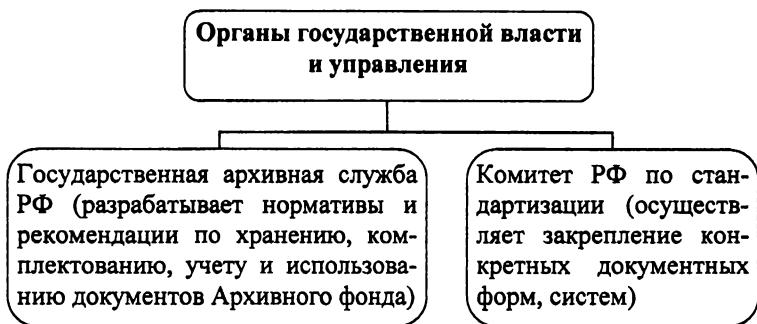 Органы государственной власти
и управления
Государственная архивная служба
РФ (разрабатывает нормативы и
рекомендации по хранению, ком-
плектованию, учету и использова-
нию документов Архивного фонда)
Комитет РФ по стан-
дартизации (осуществ-
ляет закрепление кон-
кретных документных
форм, систем)